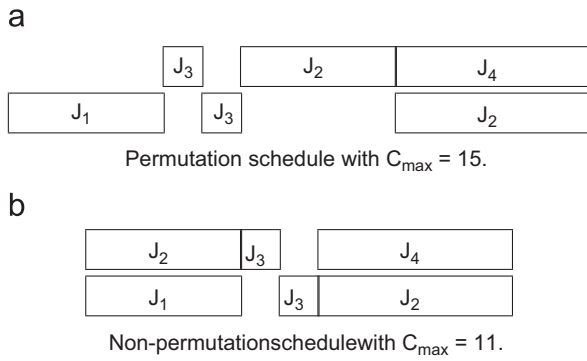 a
J3 J2 J4
J1 J3 J2
Permutation schedule with Cmax = 15.
b
J2 J3 J4
J1 J3 J2
Non-permutationschedulewith Cmax = 11.